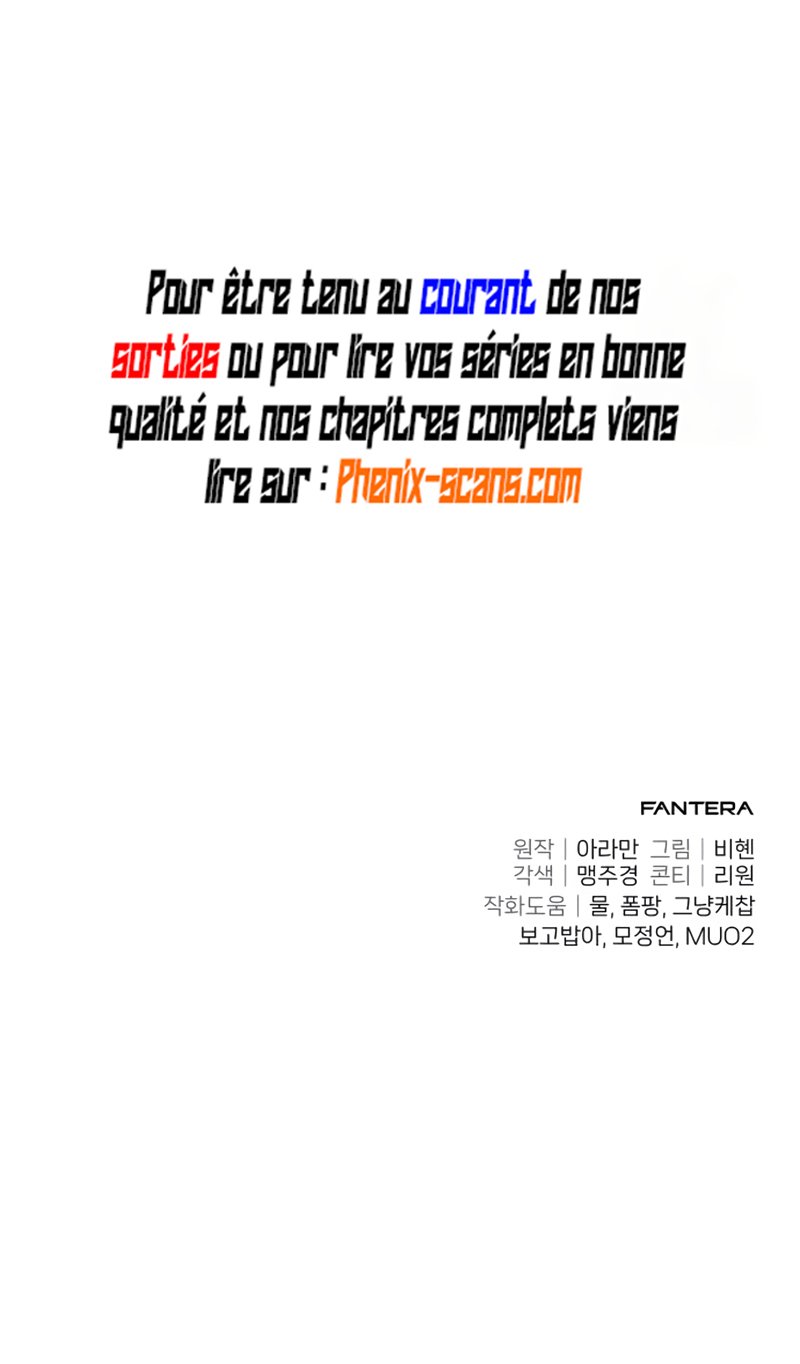 Pour être tenu au courant de nos
sorties ou pour lire vos séries en bonne
qualité et nos chapitres complets viens
lire sur : Phenix-scans.com
FANTERA
원작 | 아라만 그림 | 비헨
각색 | 맹주경 콘티 | 리원
작화도움 | 물, 폼팡, 그냥케찹
보고밥아, 모정언, MUO2